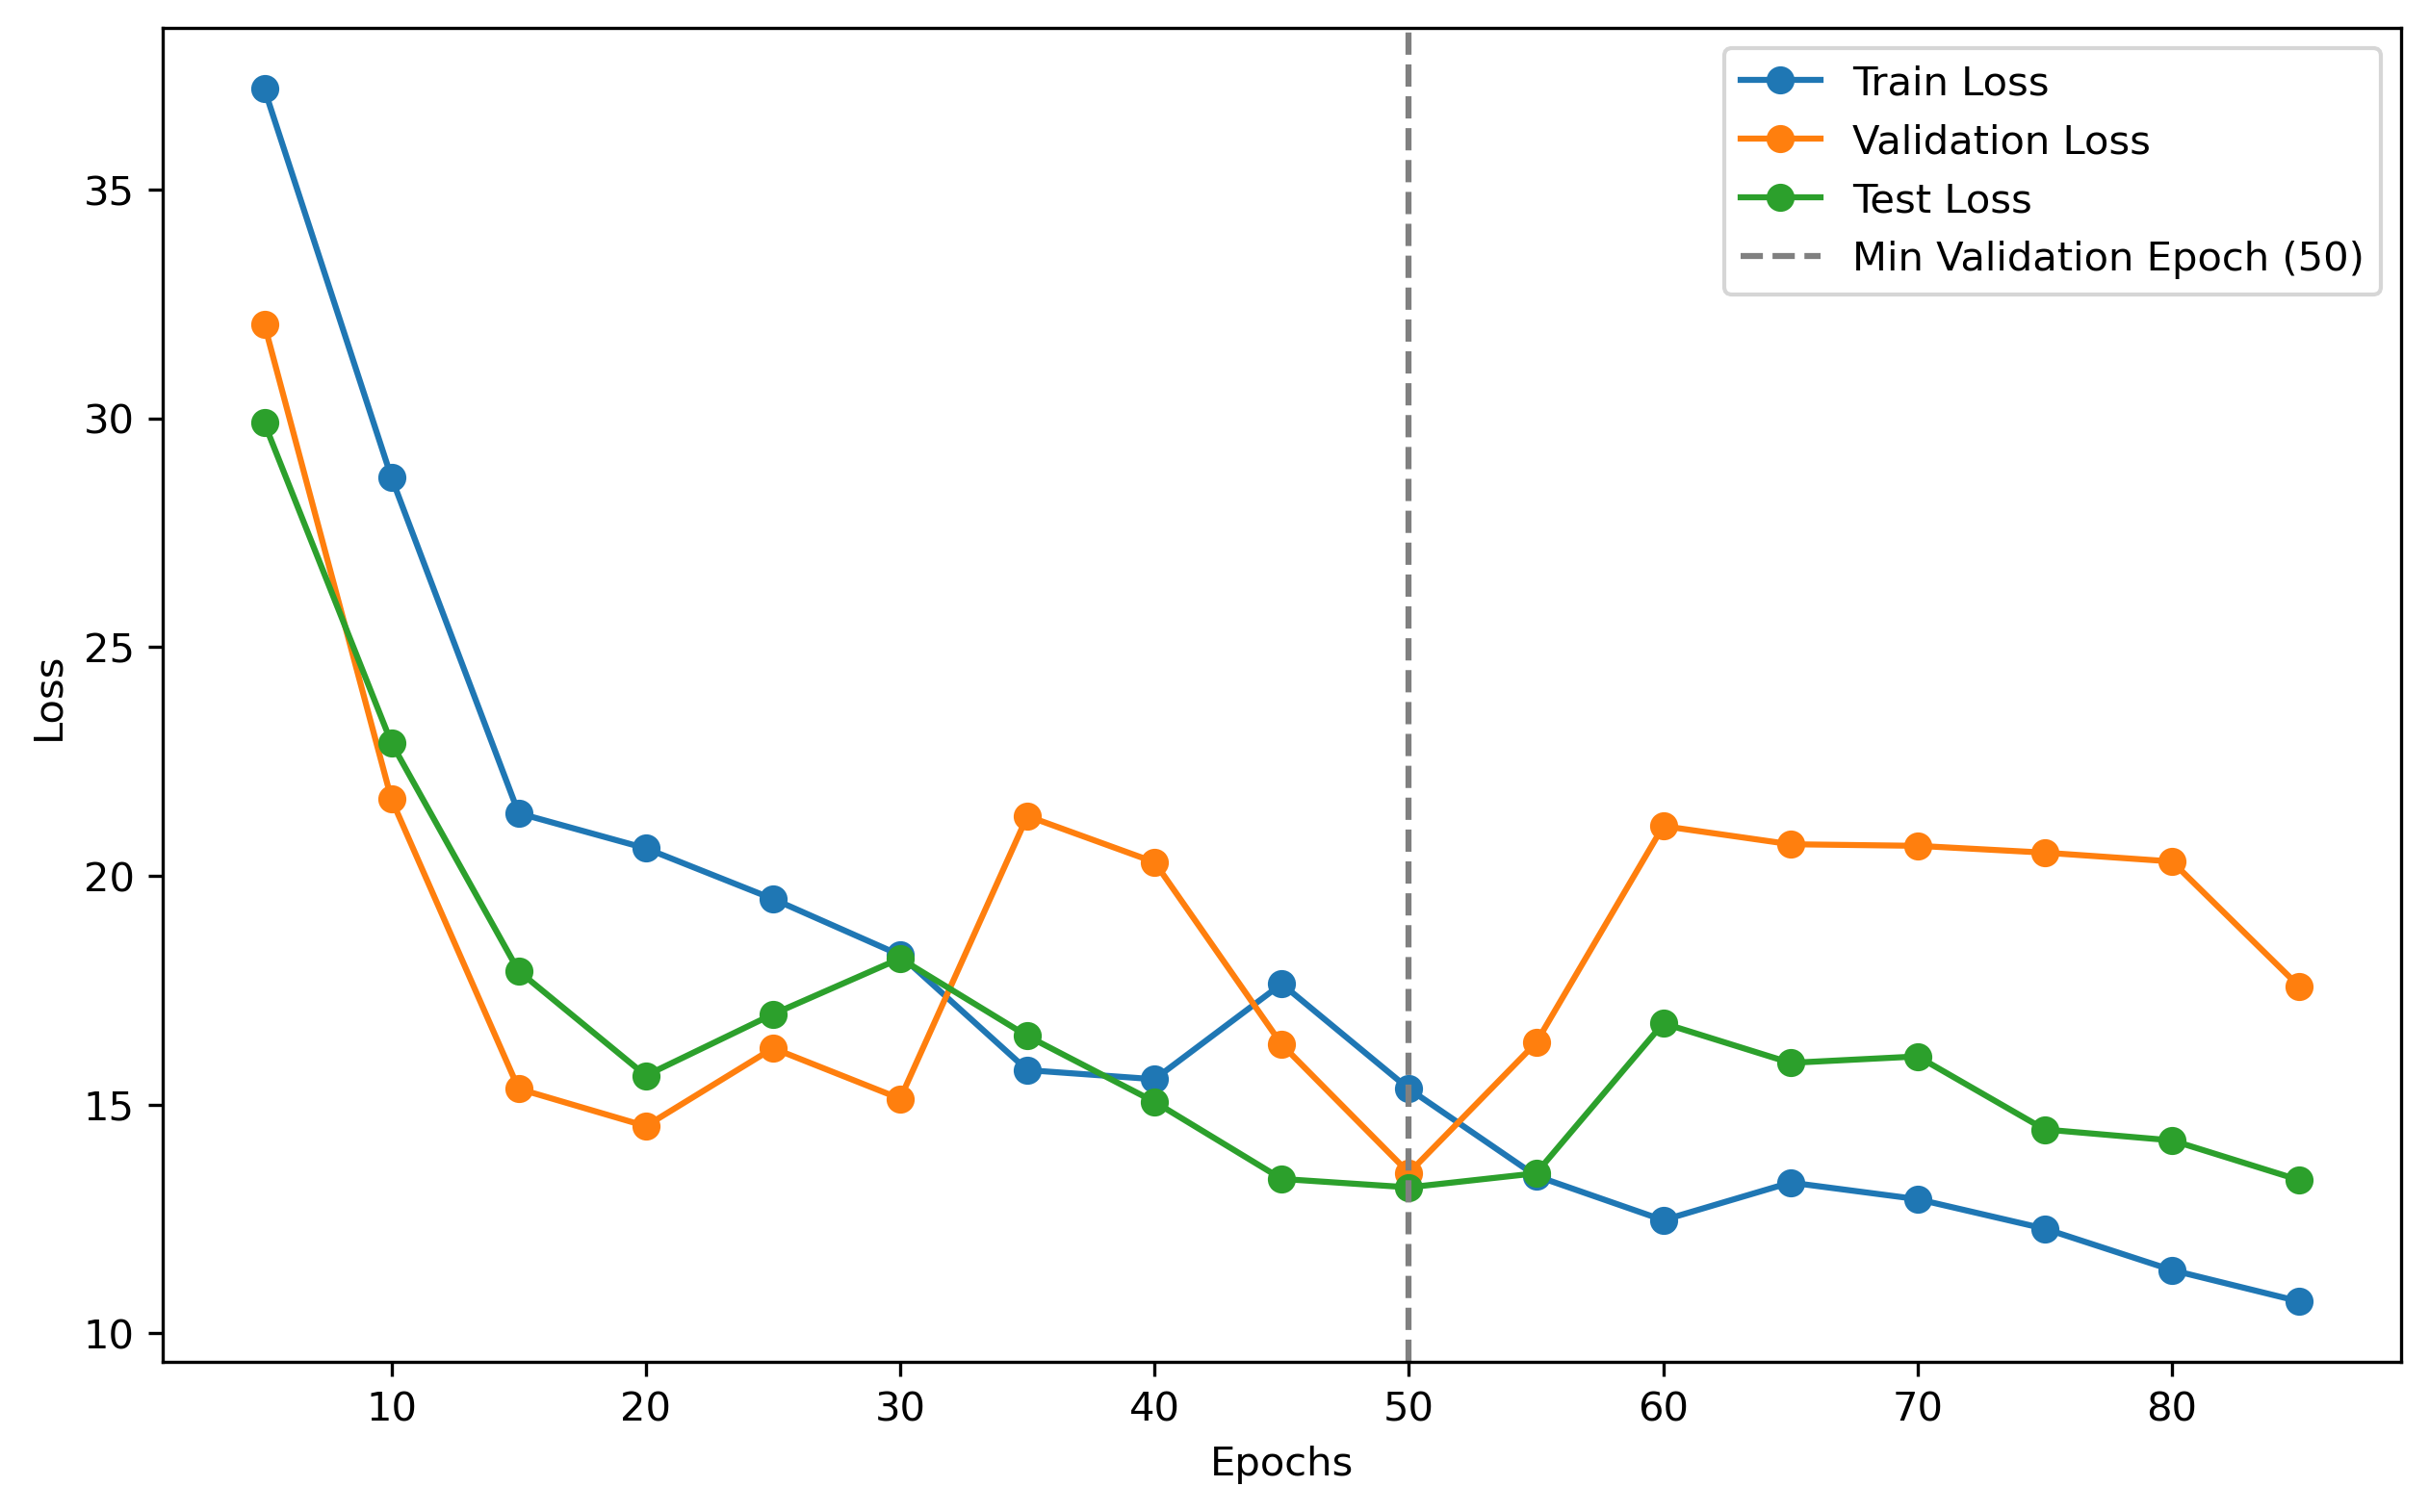 Train Loss
Validation Loss
Test Loss
Min Validation Epoch (50)
Loss
35
30
25
20
15
10
10 20 30 40 50 60 70 80
Epochs